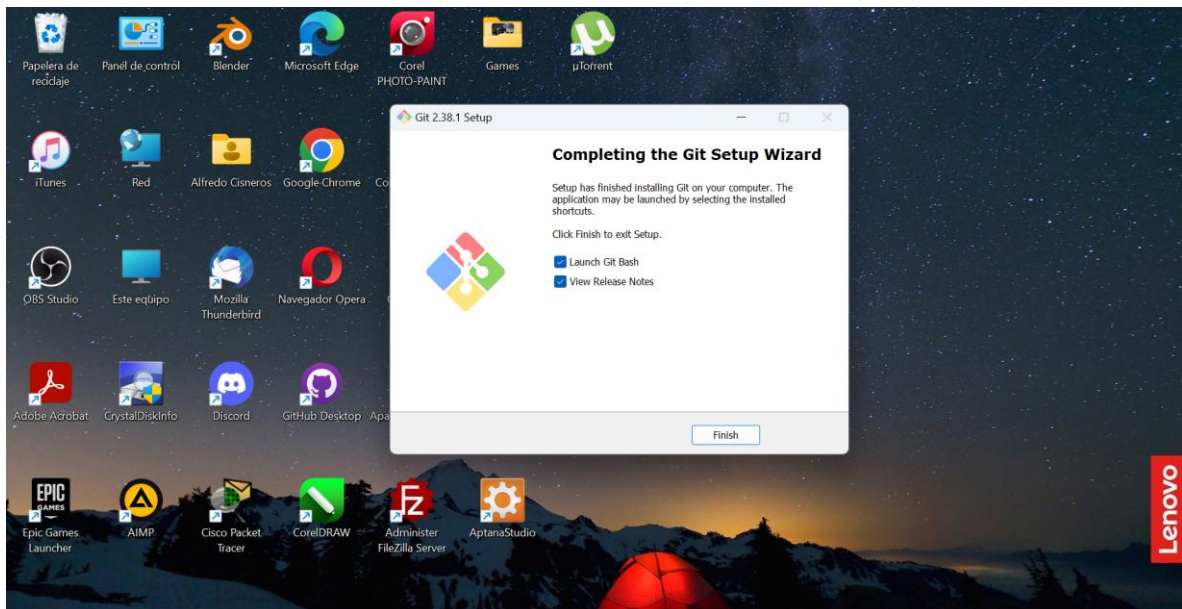 Papelera de
reciclaje
Panel de control
Blender
Microsoft Edge
Corel
PHOTO-PAINT
Games
µTorrent
iTunes
Red
Alfredo Cisneros
Google Chrome
Co
OBS Studio
Este equipo
Mozilla
Thunderbird
Navegador Opera
Adobe Acrobat
CrystalDiskInfo
Discord
GitHub Desktop
Apa
EPIC
GAMES
Epic Games
Launcher
AIMP
Cisco Packet
Tracer
CorelDRAW
Fz
Administer
FileZilla Server
AptanaStudio
Git 2.38.1 Setup
Completing the Git Setup Wizard
Setup has finished installing Git on your computer. The
application may be launched by selecting the installed
shortcuts.
Click Finish to exit Setup.
Launch Git Bash
View Release Notes
Finish
Lenovo